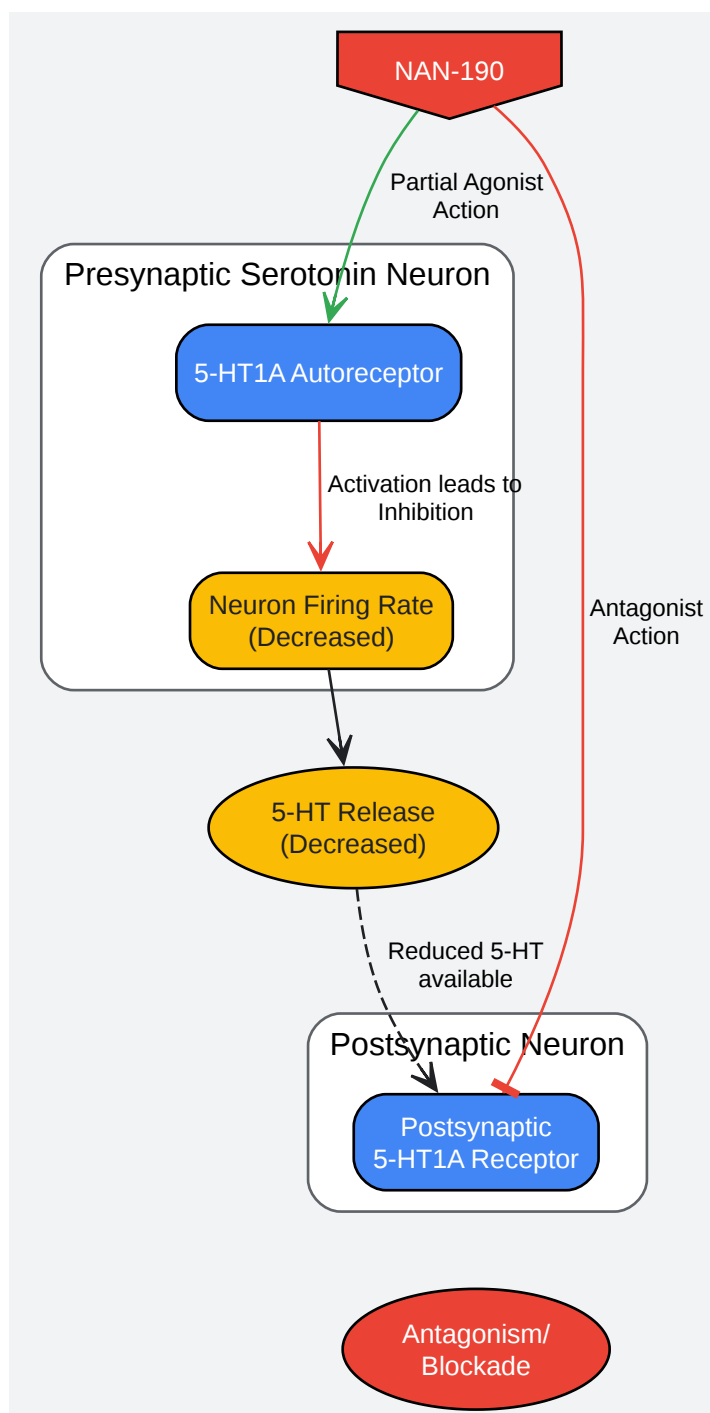 NAN-190
Partial Agonist
Action
Presynaptic Serotonin Neuron
5-HT1A Autoreceptor
Activation leads to
Inhibition
Neuron Firing Rate
(Decreased)
Antagonist
Action
5-HT Release
(Decreased)
Reduced 5-HT
available
Postsynaptic Neuron
Postsynaptic
5-HT1A Receptor
Antagonism/
Blockade